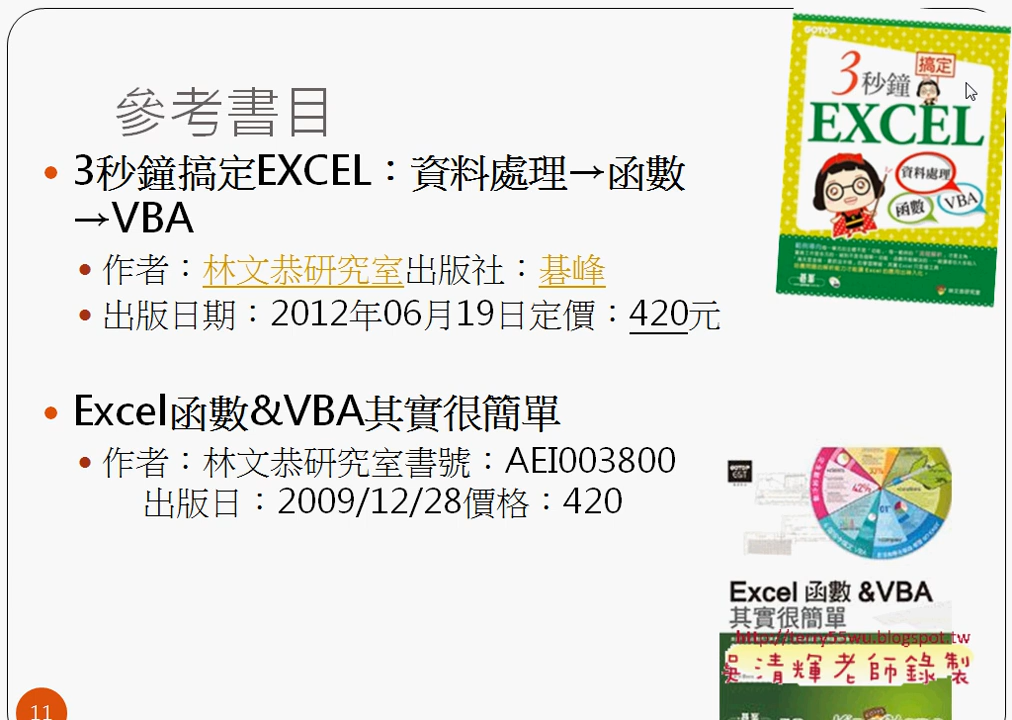 參考書目
3秒鐘搞定EXCEL：資料處理→函數
→VBA
作者：林文恭研究室出版社：碁峰
出版日期：2012年06月19日定價：420元
Excel函數&VBA其實很簡單
作者：林文恭研究室書號：AEI003800
出版日：2009/12/28價格：420
11
GOTOP
3秒鐘
搞定
EXCEL
資料處理
函數
VBA
GOTOP
42%
Excel 函數 &VBA
其實很簡單
http://terry55wu.blogspot.tw
吳清輝老師錄製